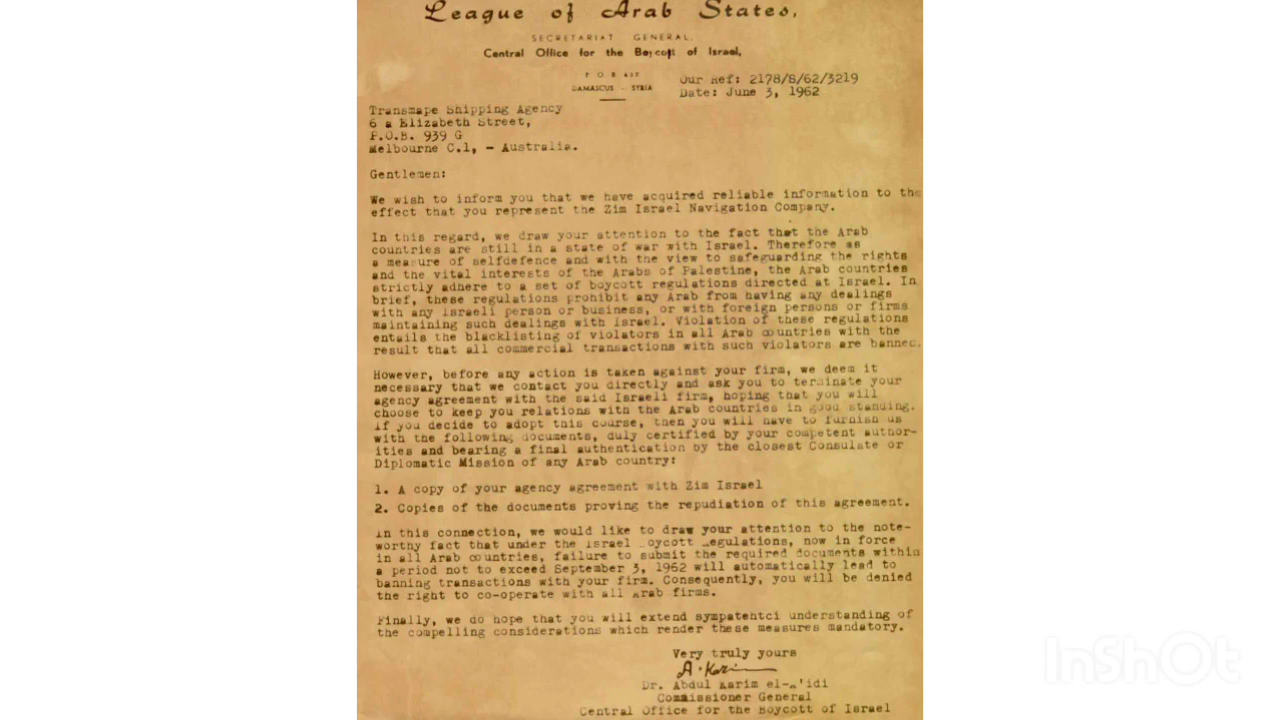 League of Arab States,
SECRETARIAT GENERAL.
Central Office for the Boycott of Israel,
P O B 437
DAMASCUS - SYRIA
Our Ref: 2178/8/62/3219
Date: June 3, 1962
Transmape Shipping Agency
6 a Elizabeth Street,
P.O.B. 939 G
Melbourne C.1, - Australia.
Gentlemen:
We wish to inform you that we have acquired reliable information to the
effect that you represent the Zim Israel Navigation Company.
In this regard, we draw your attention to the fact that the Arab
countries are still in a state of war with Israel. Therefore as
a measure of selfdefence and with the view to safeguarding the rights
and the vital interests of the Arabs of Palestine, the Arab countries
strictly adhere to a set of boycott regulations directed at Israel. In
brief, these regulations prohibit any Arab from having any dealings
with any Israeli person or business, or with foreign persons or firms
maintaining such dealings with Israel. Violation of these regulations
entails the blacklisting of violators in all Arab countries with the
result that all commercial transactions with such violators are banned.
However, before any action is taken against your firm, we deem it
necessary that we contact you directly and ask you to terminate your
agency agreement with the said Israeli firm, hoping that you will
choose to keep you relations with the Arab countries in good standing.
If you decide to adopt this course, then you will have to furnish us
with the following documents, duly certified by your competent author-
ities and bearing a final authentication by the closest Consulate or
Diplomatic Mission of any Arab country:
1. A copy of your agency agreement with Zim Israel
2. Copies of the documents proving the repudiation of this agreement.
In this connection, we would like to draw your attention to the note-
worthy fact that under the Israel Boycott Regulations, now in force
in all Arab countries, failure to submit the required documents within
a period not to exceed September 3, 1962 will automatically lead to
banning transactions with your firm. Consequently, you will be denied
the right to co-operate with all Arab firms.
Finally, we do hope that you will extend sympatentci understanding of
the compelling considerations which render these measures mandatory.
Very truly yours
A. Karim
Dr. Abdul Karim el-A'idi
Commissioner General
Central Office for the Boycott of Israel
InShOt